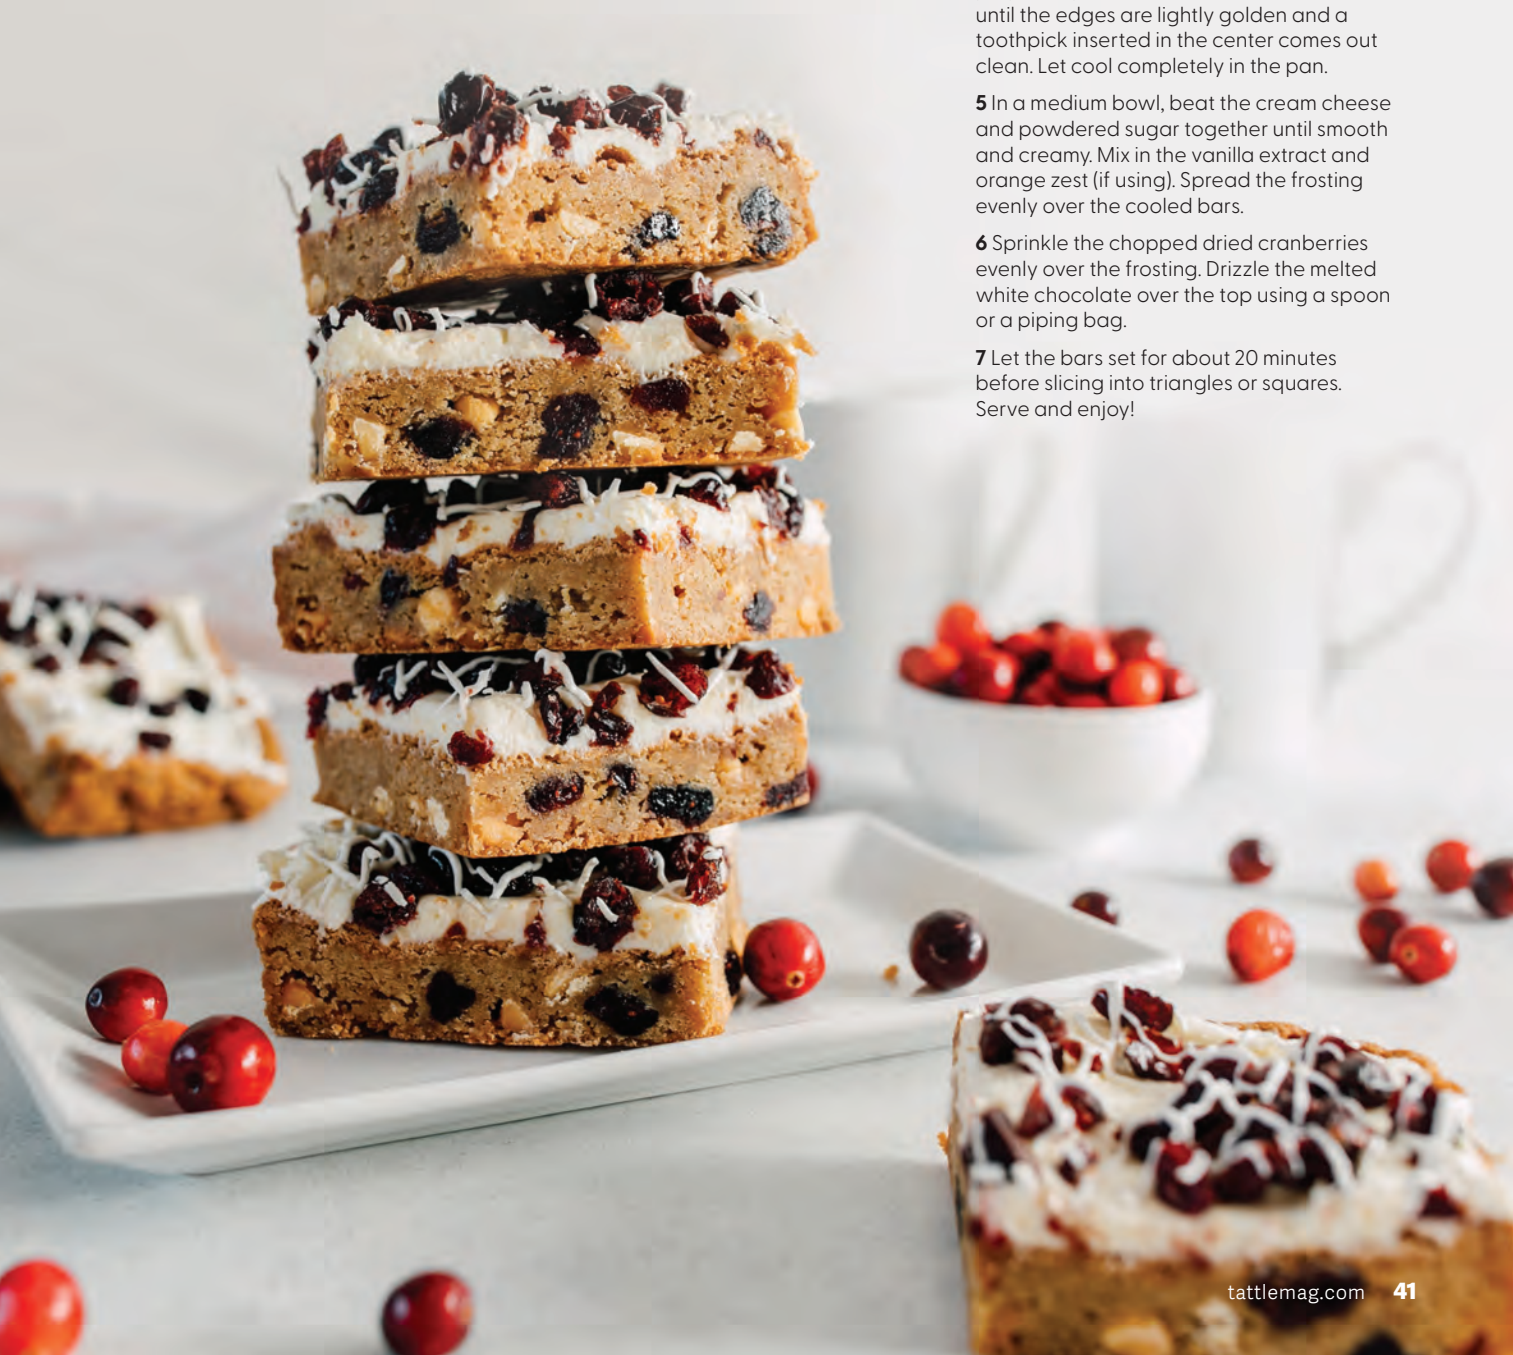 until the edges are lightly golden and a
toothpick inserted in the center comes out
clean. Let cool completely in the pan.
5 In a medium bowl, beat the cream cheese
and powdered sugar together until smooth
and creamy. Mix in the vanilla extract and
orange zest (if using). Spread the frosting
evenly over the cooled bars.
6 Sprinkle the chopped dried cranberries
evenly over the frosting. Drizzle the melted
white chocolate over the top using a spoon
or a piping bag.
7 Let the bars set for about 20 minutes
before slicing into triangles or squares.
Serve and enjoy!
tattlemag.com 41